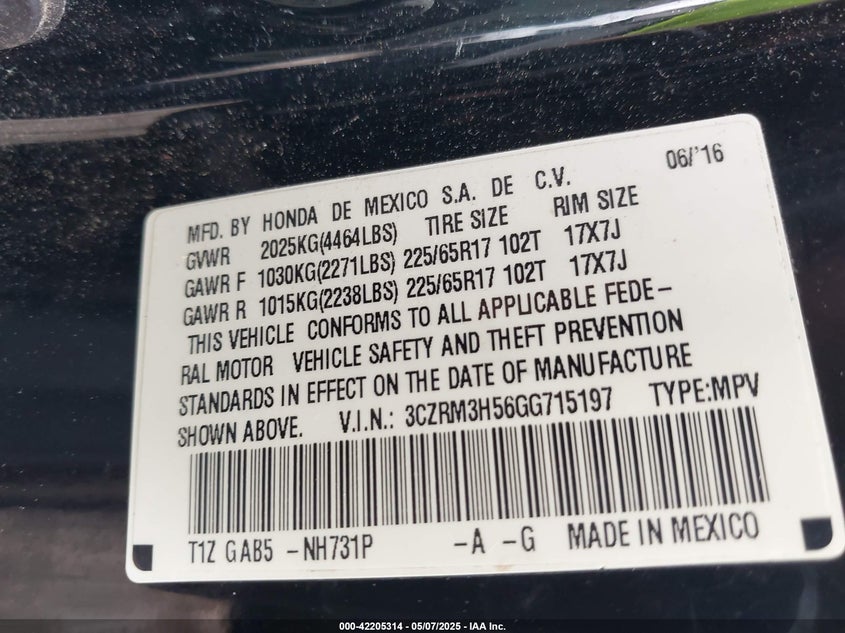 06/'16
MFD. BY HONDA DE MEXICO S.A. DE C.V.
GVWR 2025KG(4464LBS) TIRE SIZE RIM SIZE
GAWR F 1030KG(2271LBS) 225/65R17 102T 17X7J
GAWR R 1015KG(2238LBS) 225/65R17 102T 17X7J
THIS VEHICLE CONFORMS TO ALL APPLICABLE FEDE-
RAL MOTOR VEHICLE SAFETY AND THEFT PREVENTION
STANDARDS IN EFFECT ON THE DATE OF MANUFACTURE
SHOWN ABOVE. V.I.N.: 3CZRM3H56GG715197 TYPE:MPV
T1Z GAB5 -NH731P -A -G MADE IN MEXICO
000-42205314 - 05/07/2025 - IAA Inc.